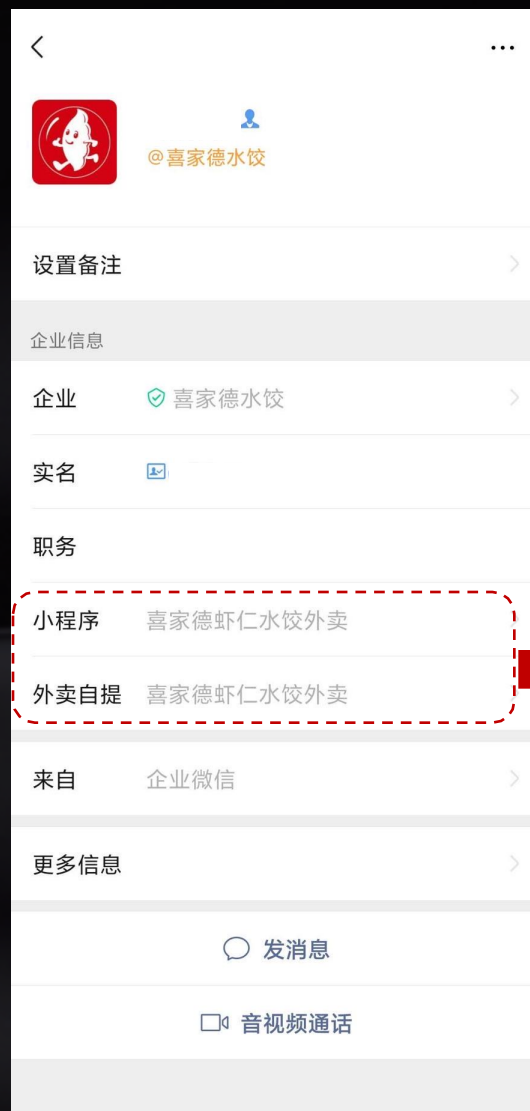 @喜家德水饺
设置备注
企业信息
企业 喜家德水饺
实名
职务
小程序 喜家德虾仁水饺外卖
外卖自提 喜家德虾仁水饺外卖
来自 企业微信
更多信息
发消息
音视频通话